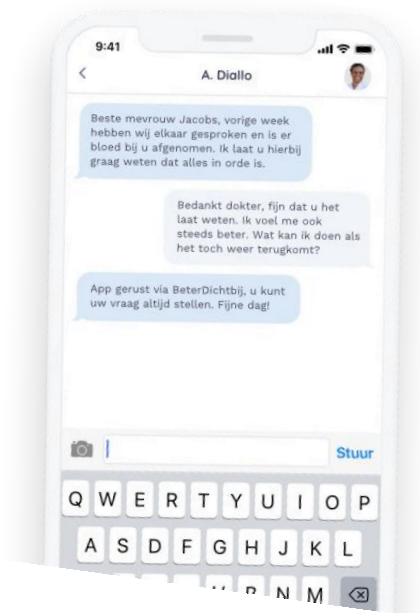 9:41
A. Diallo
Beste mevrouw Jacobs, vorige week
hebben wij elkaar gesproken en is er
bloed bij u afgenomen. Ik laat u hierbij
graag weten dat alles in orde is.
Bedankt dokter, fijn dat u het
laat weten. Ik voel me ook
steeds beter. Wat kan ik doen als
het toch weer terugkomt?
App gerust via BeterDichtbij, u kunt
uw vraag altijd stellen. Fijne dag!
Stuur
Q W E R T Y U I O P
A S D F G H J K L
N M